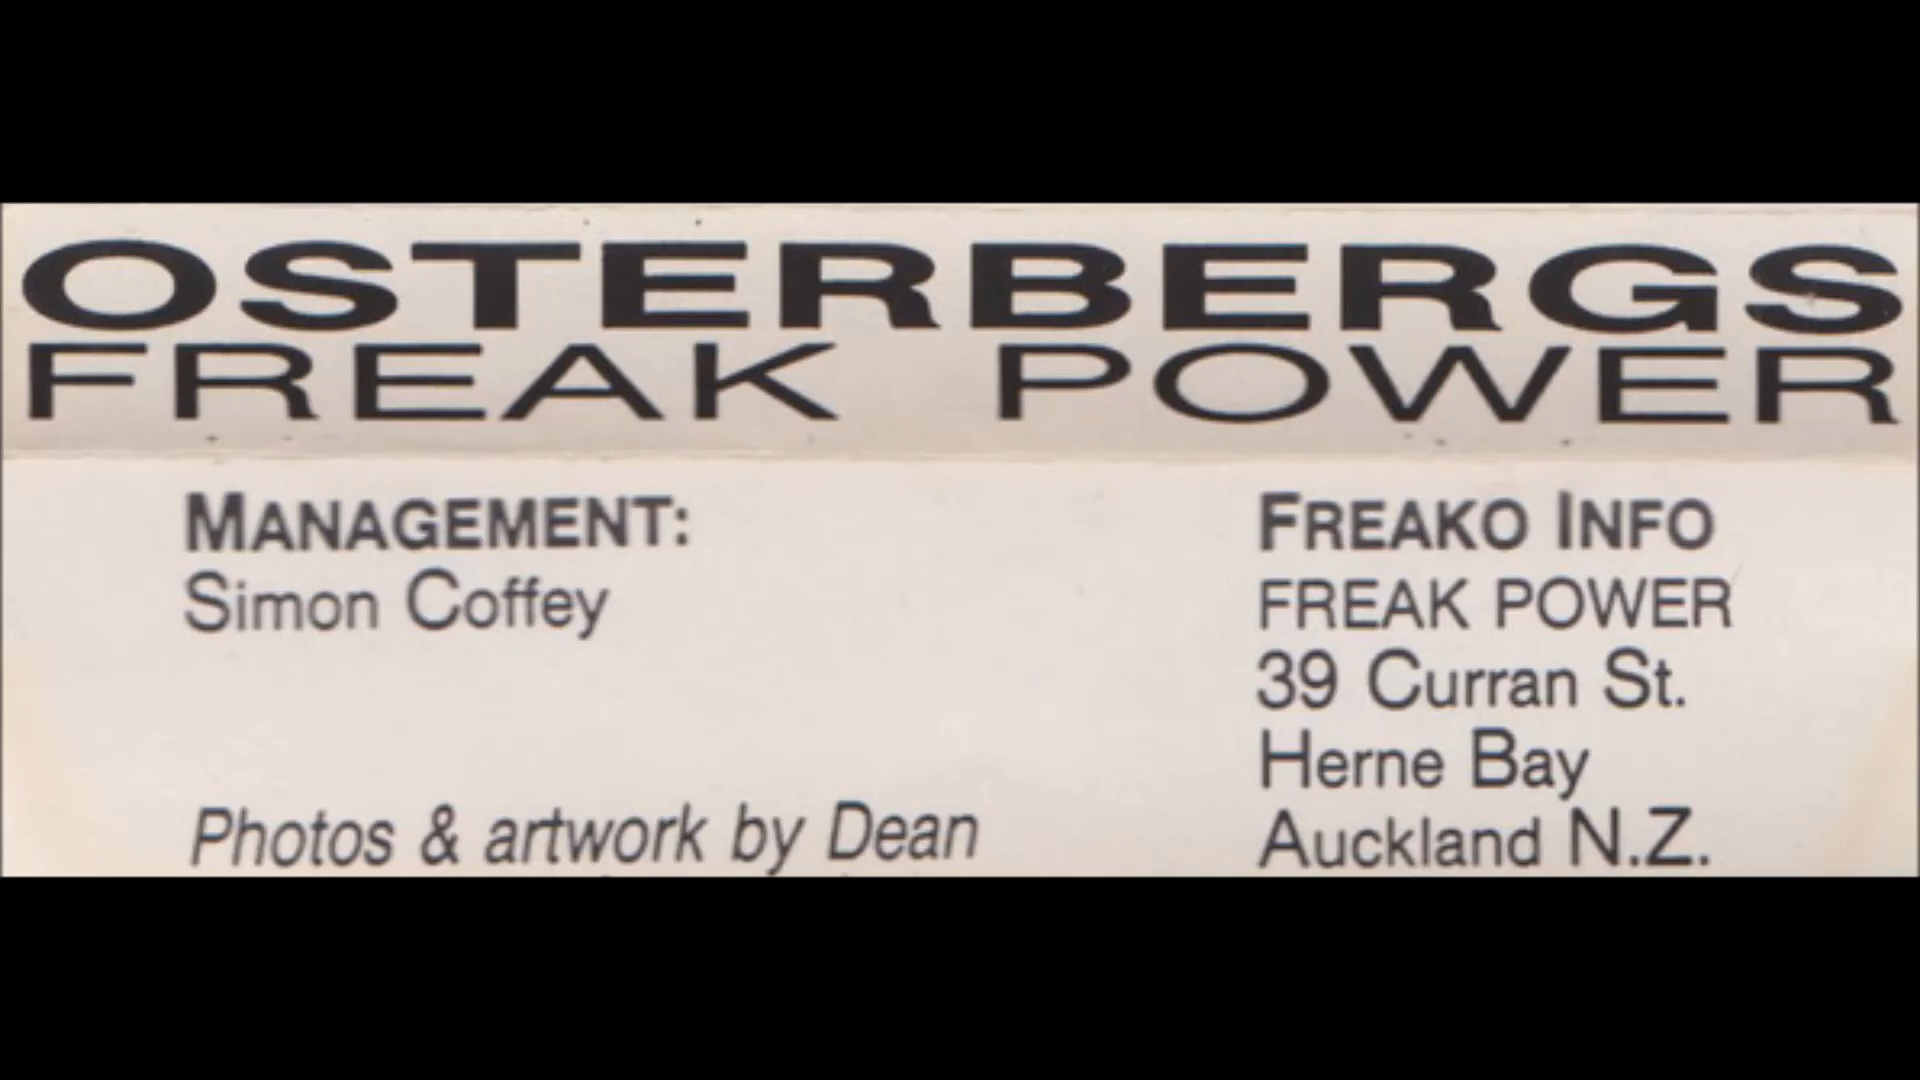 OSTERBERGS
FREAK POWER
MANAGEMENT:
Simon Coffey
Photos & artwork by Dean
FREAKO INFO
FREAK POWER
39 Curran St.
Herne Bay
Auckland N.Z.